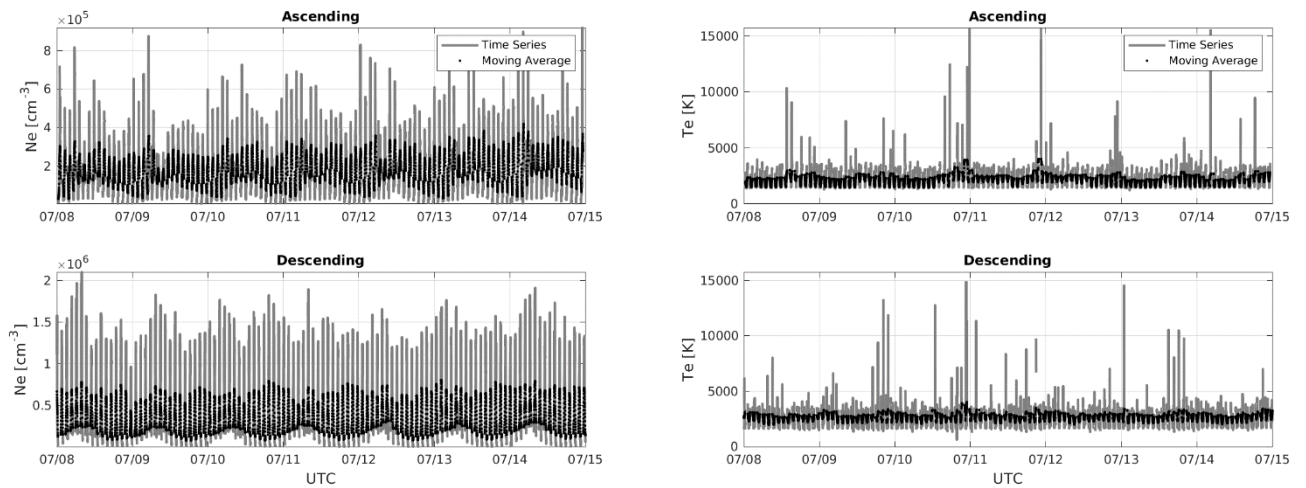 Ascending
×10⁵
Ne [cm⁻³]
8
6
4
2
Time Series
Moving Average
07/08 07/09 07/10 07/11 07/12 07/13 07/14 07/15
Ascending
Te [K]
15000
10000
5000
0
Time Series
Moving Average
07/08 07/09 07/10 07/11 07/12 07/13 07/14 07/15
Descending
×10⁶
Ne [cm⁻³]
2
1.5
1
0.5
07/08 07/09 07/10 07/11 07/12 07/13 07/14 07/15
UTC
Descending
Te [K]
15000
10000
5000
0
07/08 07/09 07/10 07/11 07/12 07/13 07/14 07/15
UTC